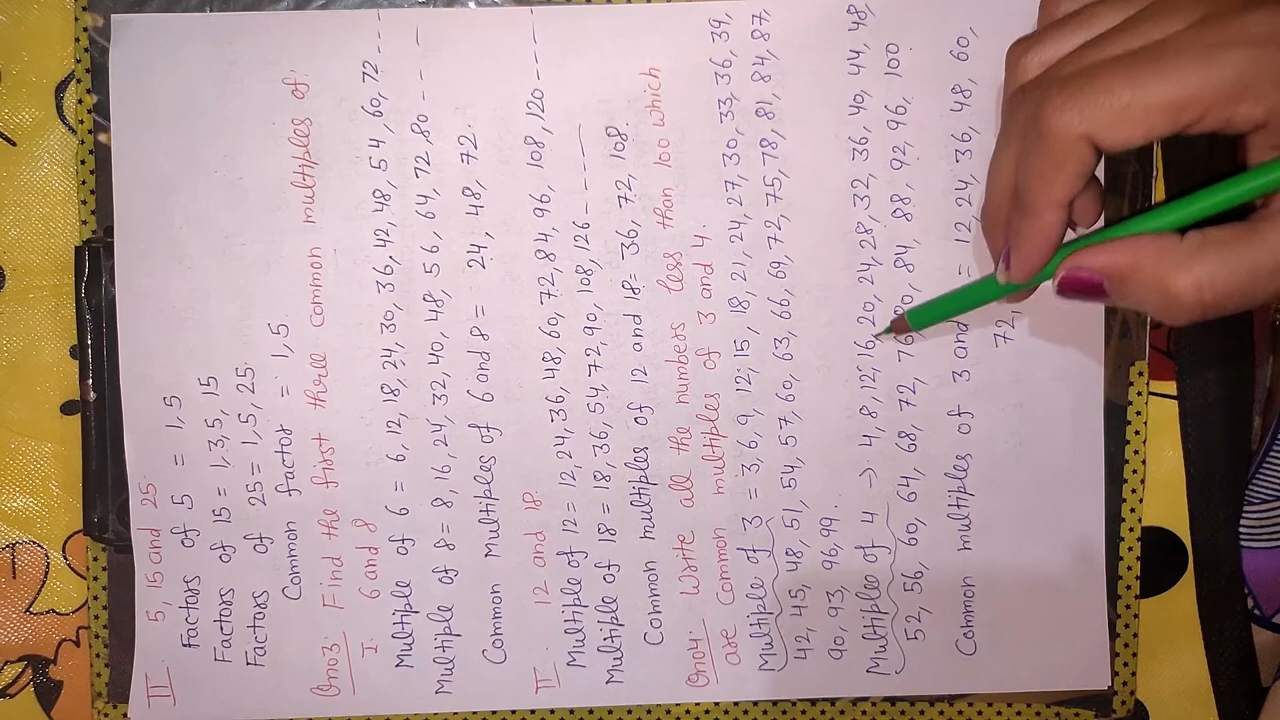 II. 5, 15 and 25.
Factors of 5 = 1, 5
Factors of 15 = 1, 3, 5, 15
Factors of 25 = 1, 5, 25.
Common factor = 1, 5.
Qno3: Find the first three common multiples of:
I. 6 and 8
Multiple of 6 = 6, 12, 18, 24, 30, 36, 42, 48, 54, 60, 72 ---
Multiple of 8 = 8, 16, 24, 32, 40, 48, 56, 64, 72, 80 ---
Common multiples of 6 and 8 = 24, 48, 72.
II. 12 and 18.
Multiple of 12 = 12, 24, 36, 48, 60, 72, 84, 96, 108, 120 ----
Multiple of 18 = 18, 36, 54, 72, 90, 108, 126 ----
Common multiples of 12 and 18 = 36, 72, 108.
Qno4: Write all the numbers less than 100 which
are common multiples of 3 and 4.
Multiple of 3 = 3, 6, 9, 12, 15, 18, 21, 24, 27, 30, 33, 36, 39,
42, 45, 48, 51, 54, 57, 60, 63, 66, 69, 72, 75, 78, 81, 84, 87,
90, 93, 96, 99.
Multiples of 4 → 4, 8, 12, 16, 20, 24, 28, 32, 36, 40, 44, 48,
52, 56, 60, 64, 68, 72, 76, 80, 84, 88, 92, 96, 100.
Common multiples of 3 and = 12, 24, 36, 48, 60,
72,